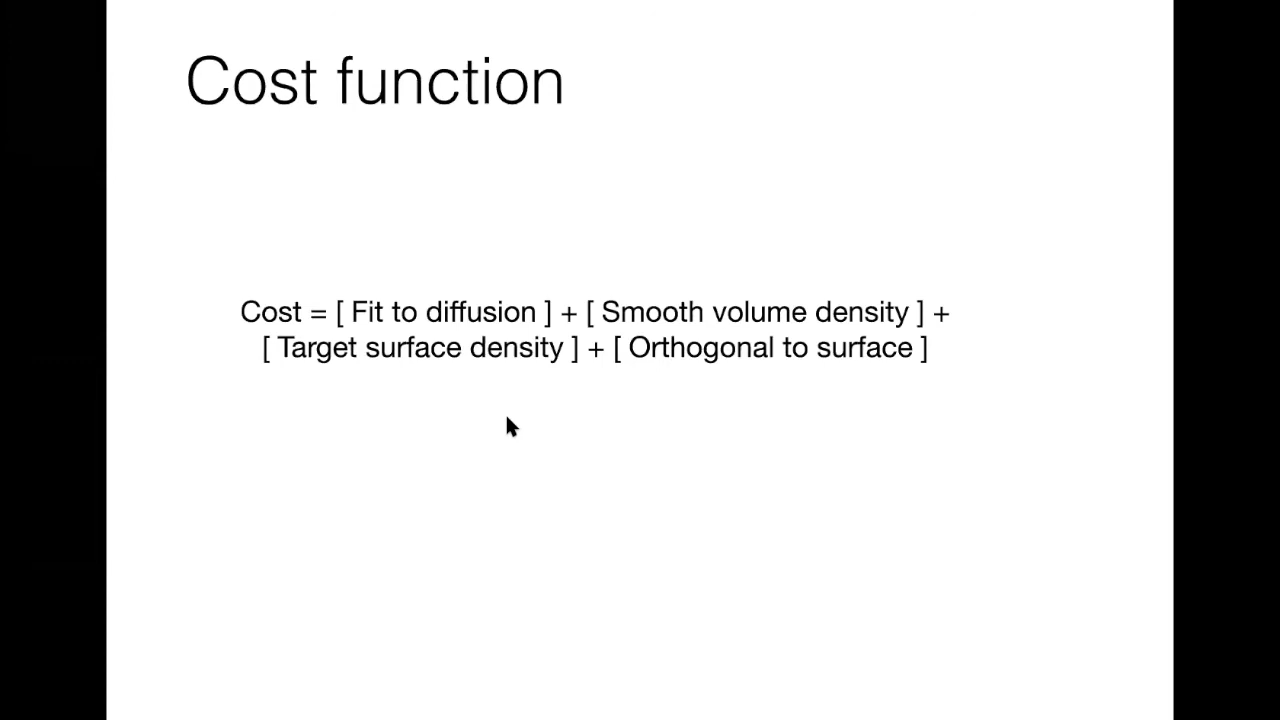 Cost function
Cost = [ Fit to diffusion ] + [ Smooth volume density ] +
[ Target surface density ] + [ Orthogonal to surface ]